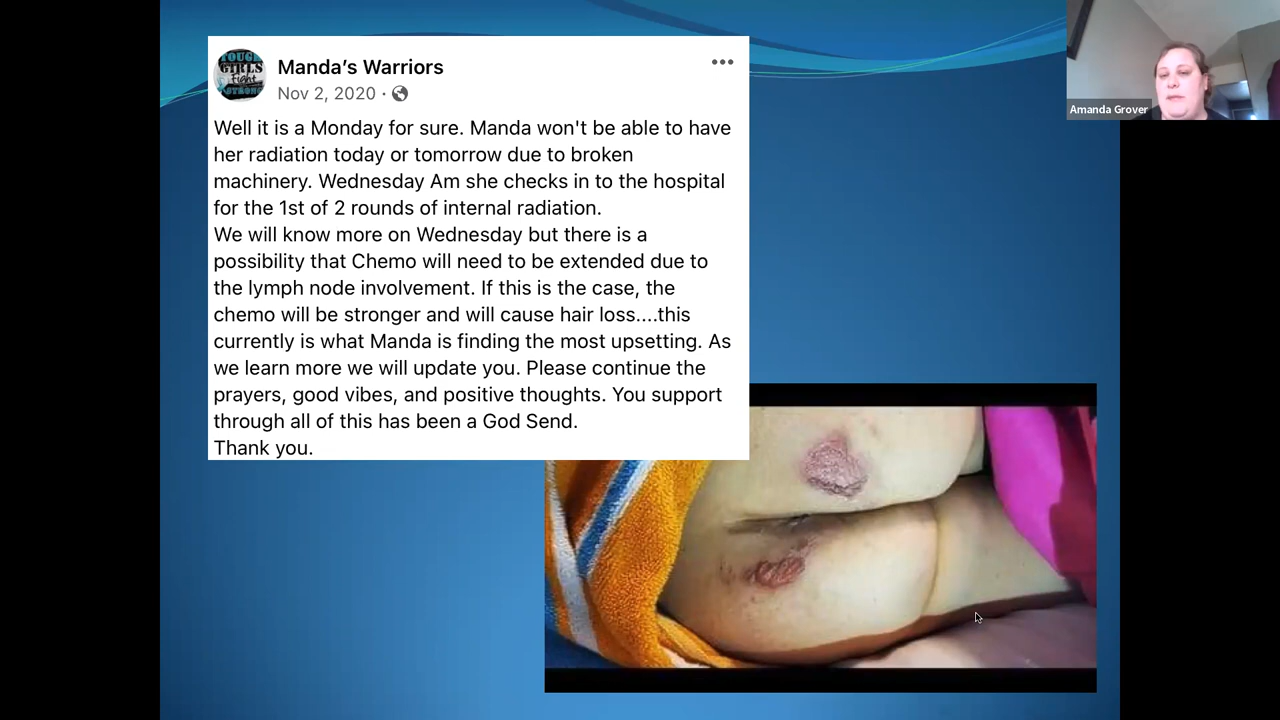 Manda's Warriors
Nov 2, 2020 ·
Well it is a Monday for sure. Manda won't be able to have
her radiation today or tomorrow due to broken
machinery. Wednesday Am she checks in to the hospital
for the 1st of 2 rounds of internal radiation.
We will know more on Wednesday but there is a
possibility that Chemo will need to be extended due to
the lymph node involvement. If this is the case, the
chemo will be stronger and will cause hair loss....this
currently is what Manda is finding the most upsetting. As
we learn more we will update you. Please continue the
prayers, good vibes, and positive thoughts. You support
through all of this has been a God Send.
Thank you.
TOUGH
GIRLS
Fight
STRONG
Amanda Grover